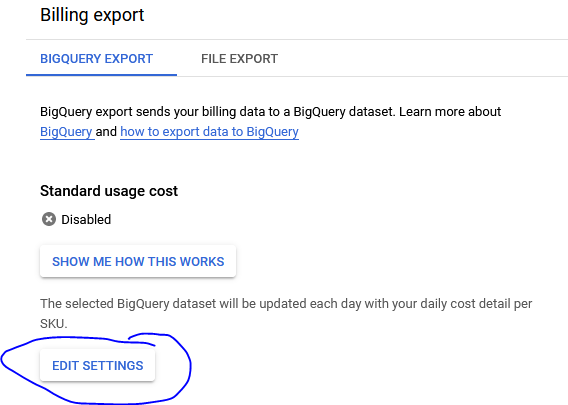 Billing export
BIGQUERY EXPORT FILE EXPORT
BigQuery export sends your billing data to a BigQuery dataset. Learn more about
BigQuery and how to export data to BigQuery
Standard usage cost
Disabled
SHOW ME HOW THIS WORKS
The selected BigQuery dataset will be updated each day with your daily cost detail per
SKU.
EDIT SETTINGS